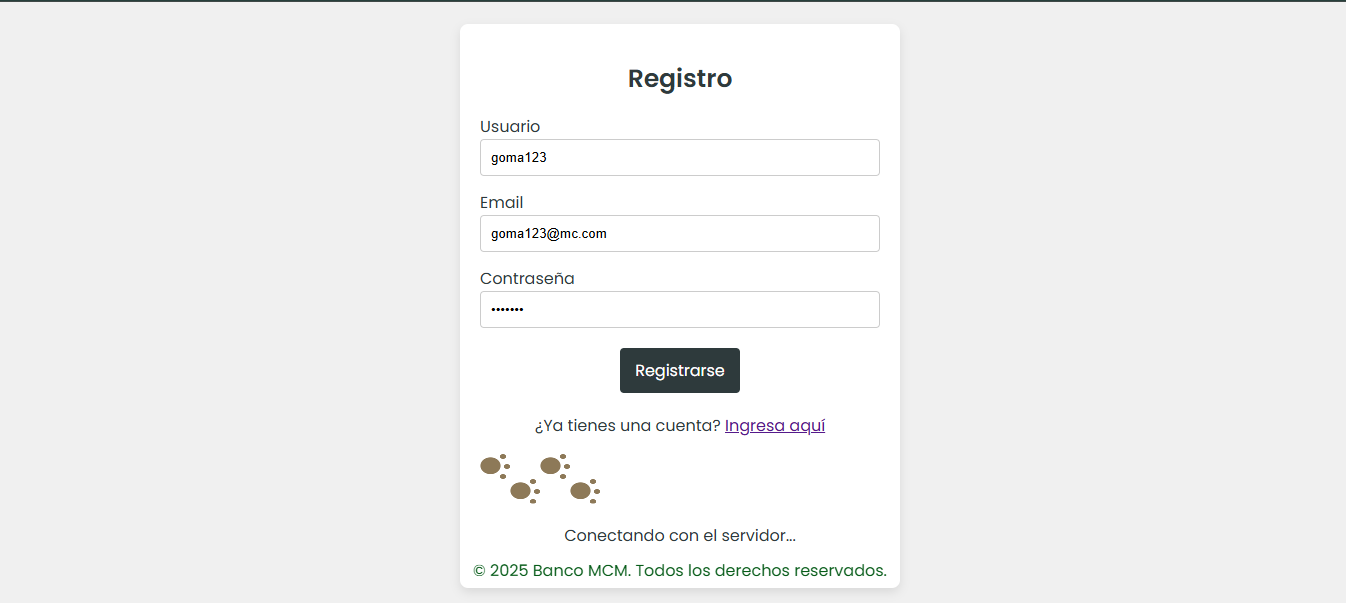 Registro
Usuario
goma123
Email
goma123@mc.com
Contraseña
•••••••
Registrarse
¿Ya tienes una cuenta? Ingresa aquí
Conectando con el servidor...
© 2025 Banco MCM. Todos los derechos reservados.